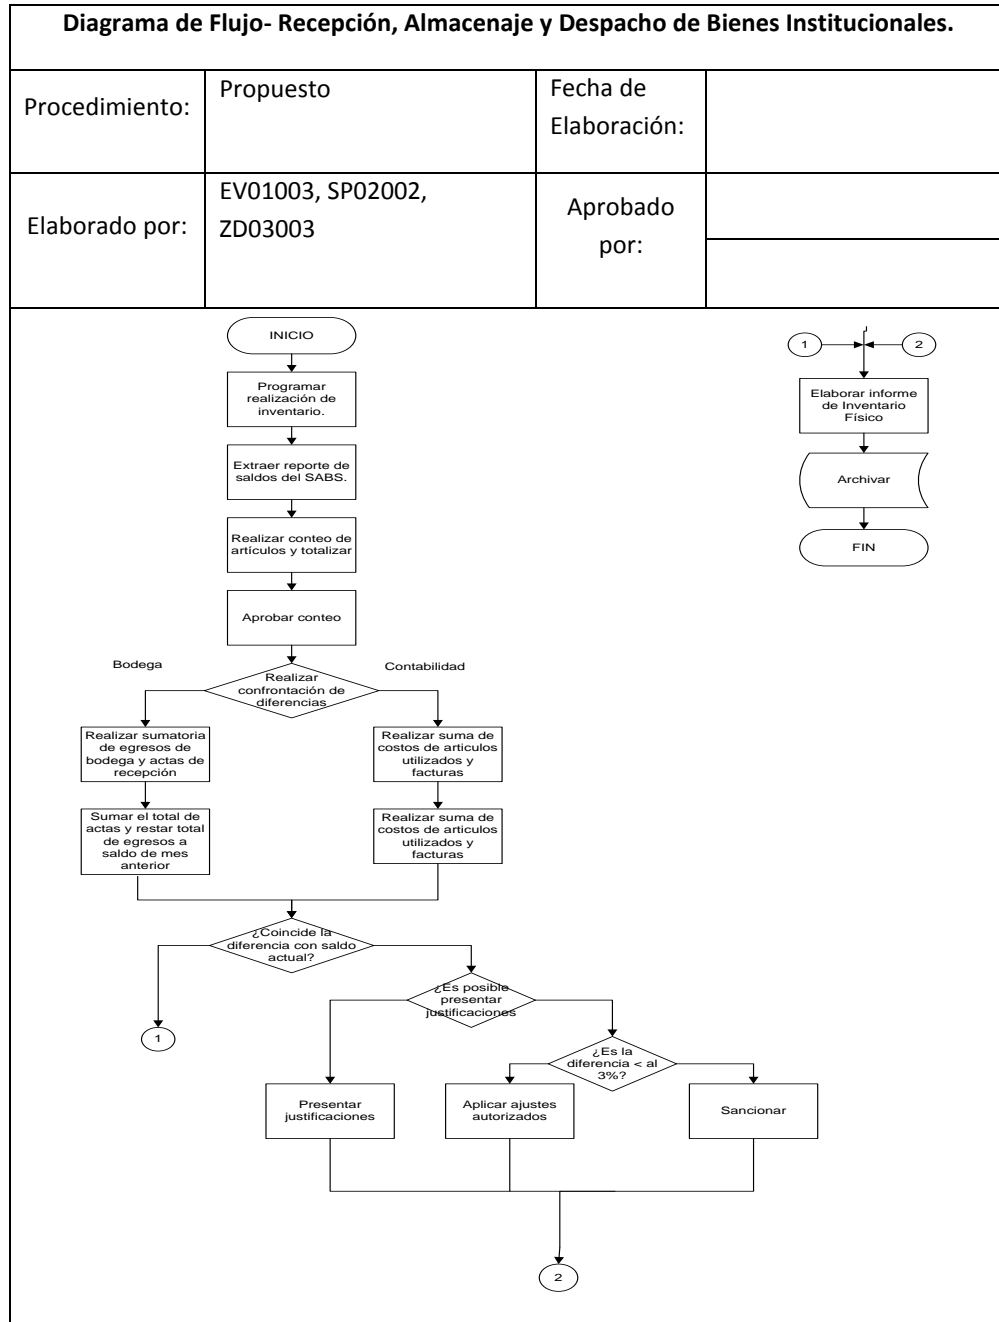 Diagrama de Flujo- Recepción, Almacenaje y Despacho de Bienes Institucionales.
Procedimiento:
Propuesto
Fecha de
Elaboración:
Elaborado por:
EV01003, SP02002,
ZD03003
Aprobado
por:
INICIO
Programar
realización de
inventario.
Extraer reporte de
saldos del SABS.
Realizar conteo de
artículos y totalizar
Aprobar conteo
Realizar
confrontación de
diferencias
Bodega
Contabilidad
Realizar sumatoria
de egresos de
bodega y actas de
recepción
Sumar el total de
actas y restar total
de egresos a
saldo de mes
anterior
Realizar suma de
costos de articulos
utilizados y
facturas
Realizar suma de
costos de articulos
utilizados y
facturas
¿Coincide la
diferencia con saldo
actual?
1
¿Es posible
presentar
justificaciones
Presentar
justificaciones
¿Es la
diferencia < al
3%?
Aplicar ajustes
autorizados
Sancionar
2
1
2
Elaborar informe
de Inventario
Físico
Archivar
FIN